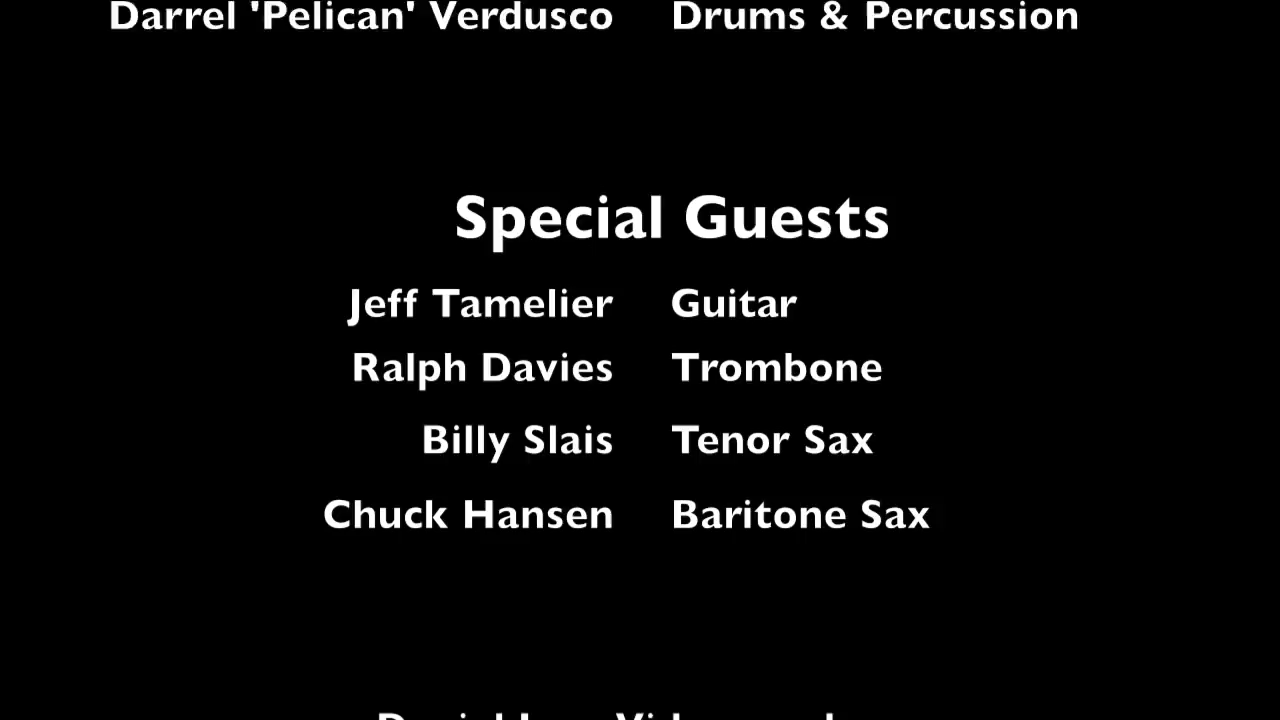 Darrel 'Pelican' Verdusco Drums & Percussion
Special Guests
Jeff Tamelier Guitar
Ralph Davies Trombone
Billy Slais Tenor Sax
Chuck Hansen Baritone Sax